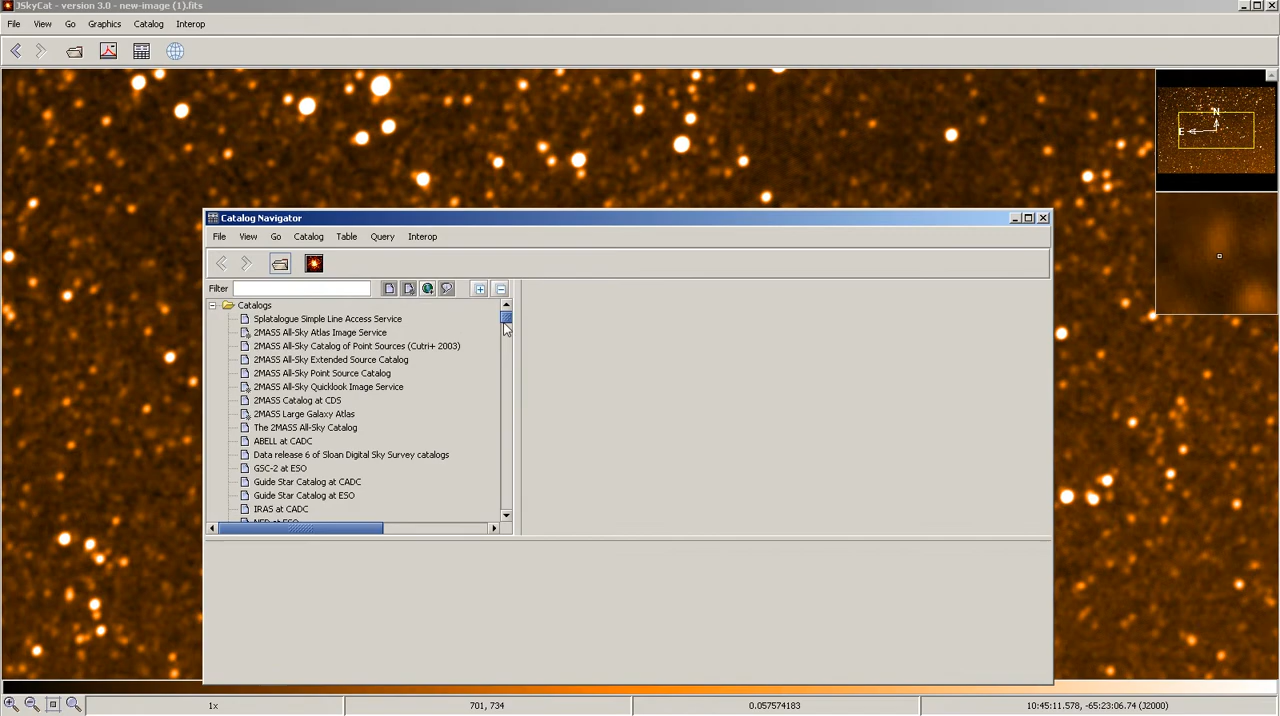 JSkyCat - version 3.0 - new-image (1).fits
File View Go Graphics Catalog Interop
N
E
Catalog Navigator
File View Go Catalog Table Query Interop
Filter
Catalogs
Splatalogue Simple Line Access Service
2MASS All-Sky Atlas Image Service
2MASS All-Sky Catalog of Point Sources (Cutri+ 2003)
2MASS All-Sky Extended Source Catalog
2MASS All-Sky Point Source Catalog
2MASS All-Sky Quicklook Image Service
2MASS Catalog at CDS
2MASS Large Galaxy Atlas
The 2MASS All-Sky Catalog
ABELL at CADC
Data release 6 of Sloan Digital Sky Survey catalogs
GSC-2 at ESO
Guide Star Catalog at CADC
Guide Star Catalog at ESO
IRAS at CADC
NED at ESO
1x 701, 734 0.057574183 10:45:11.578, -65:23:06.74 (J2000)